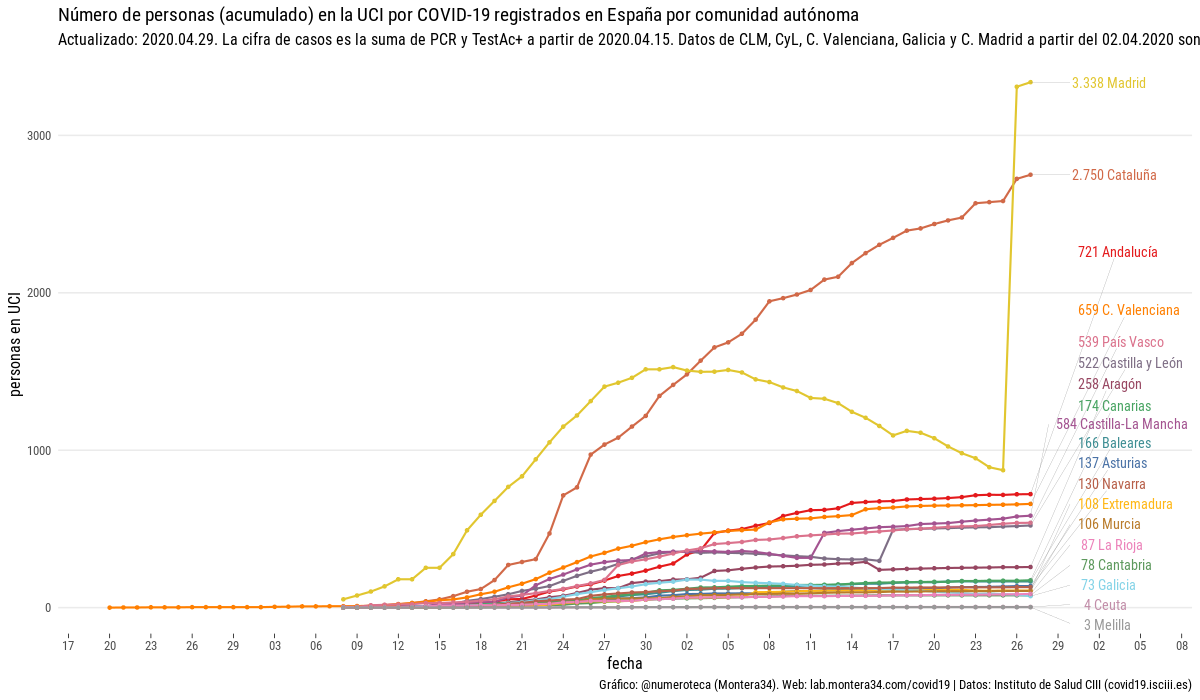 Número de personas (acumulado) en la UCI por COVID-19 registrados en España por comunidad autónoma
Actualizado: 2020.04.29. La cifra de casos es la suma de PCR y TestAc+ a partir de 2020.04.15. Datos de CLM, CyL, C. Valenciana, Galicia y C. Madrid a partir del 02.04.2020 son
personas en UCI
3000
2000
1000
0
3.338 Madrid
2.750 Cataluña
721 Andalucía
659 C. Valenciana
539 País Vasco
522 Castilla y León
258 Aragón
174 Canarias
584 Castilla-La Mancha
166 Baleares
137 Asturias
130 Navarra
108 Extremadura
106 Murcia
87 La Rioja
78 Cantabria
73 Galicia
4 Ceuta
3 Melilla
17 20 23 26 29 03 06 09 12 15 18 21 24 27 30 02 05 08 11 14 17 20 23 26 29 02 05 08
fecha
Gráfico: @numeroteca (Montera34). Web: lab.montera34.com/covid19 | Datos: Instituto de Salud CIII (covid19.isciii.es)